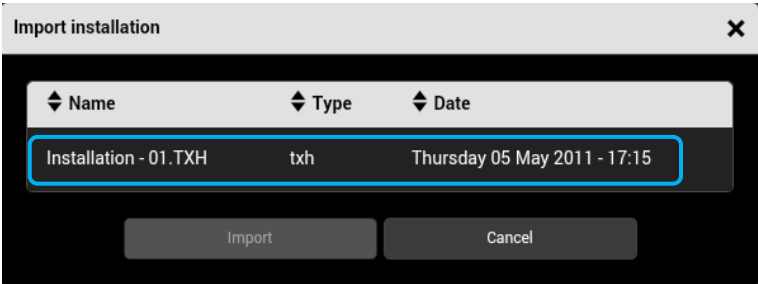 Import installation
Name Type Date
Installation - 01.TXH txh Thursday 05 May 2011 - 17:15
Import Cancel